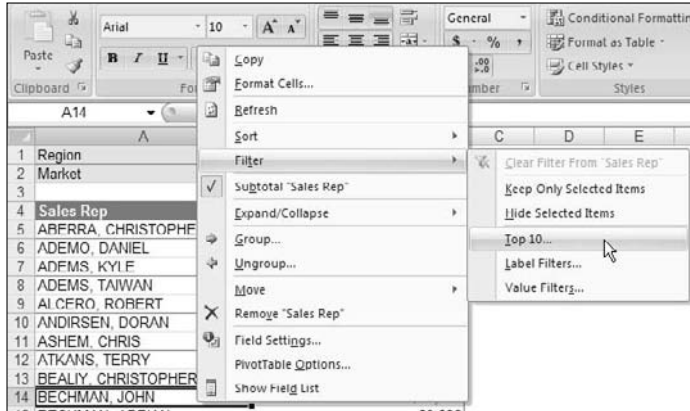 Arial 10 A A General Conditional Formatting
Paste B I U $ % , .00 Format as Table
Cell Styles
Clipboard Fo mber Styles
A14
A C D E
1 Region
2 Market
3
4 Sales Rep
5 ABERRA, CHRISTOPHE
6 ADEMO, DANIEL
7 ADEMS, KYLE
8 ADEMS, TAIWAN
9 ALCERO, ROBERT
10 ANDIRSEN, DORAN
11 ASHEM, CHRIS
12 ATKANS, TERRY
13 BEALIY, CHRISTOPHER
14 BECHMAN, JOHN
Copy
Format Cells...
Refresh
Sort
Filter
Subtotal "Sales Rep"
Expand/Collapse
Group...
Ungroup...
Move
Remove "Sales Rep"
Field Settings...
PivotTable Options...
Show Field List
Clear Filter From "Sales Rep"
Keep Only Selected Items
Hide Selected Items
Top 10...
Label Filters...
Value Filters...